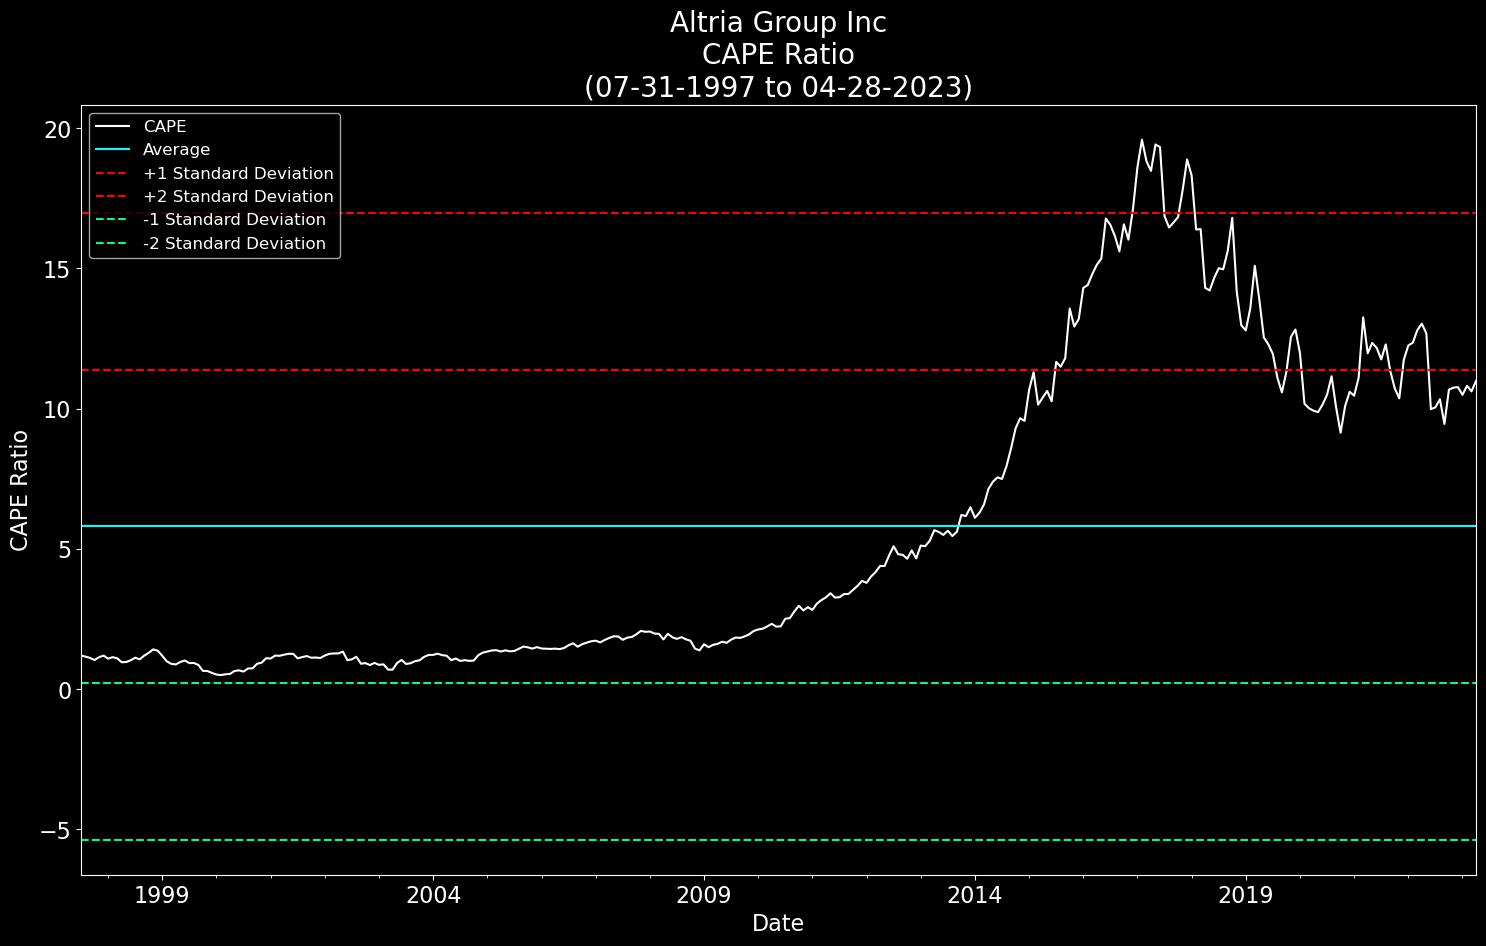 Altria Group Inc
CAPE Ratio
(07-31-1997 to 04-28-2023)
CAPE
Average
+1 Standard Deviation
+2 Standard Deviation
-1 Standard Deviation
-2 Standard Deviation
CAPE Ratio
20
15
10
5
0
−5
1999
2004
2009
2014
2019
Date